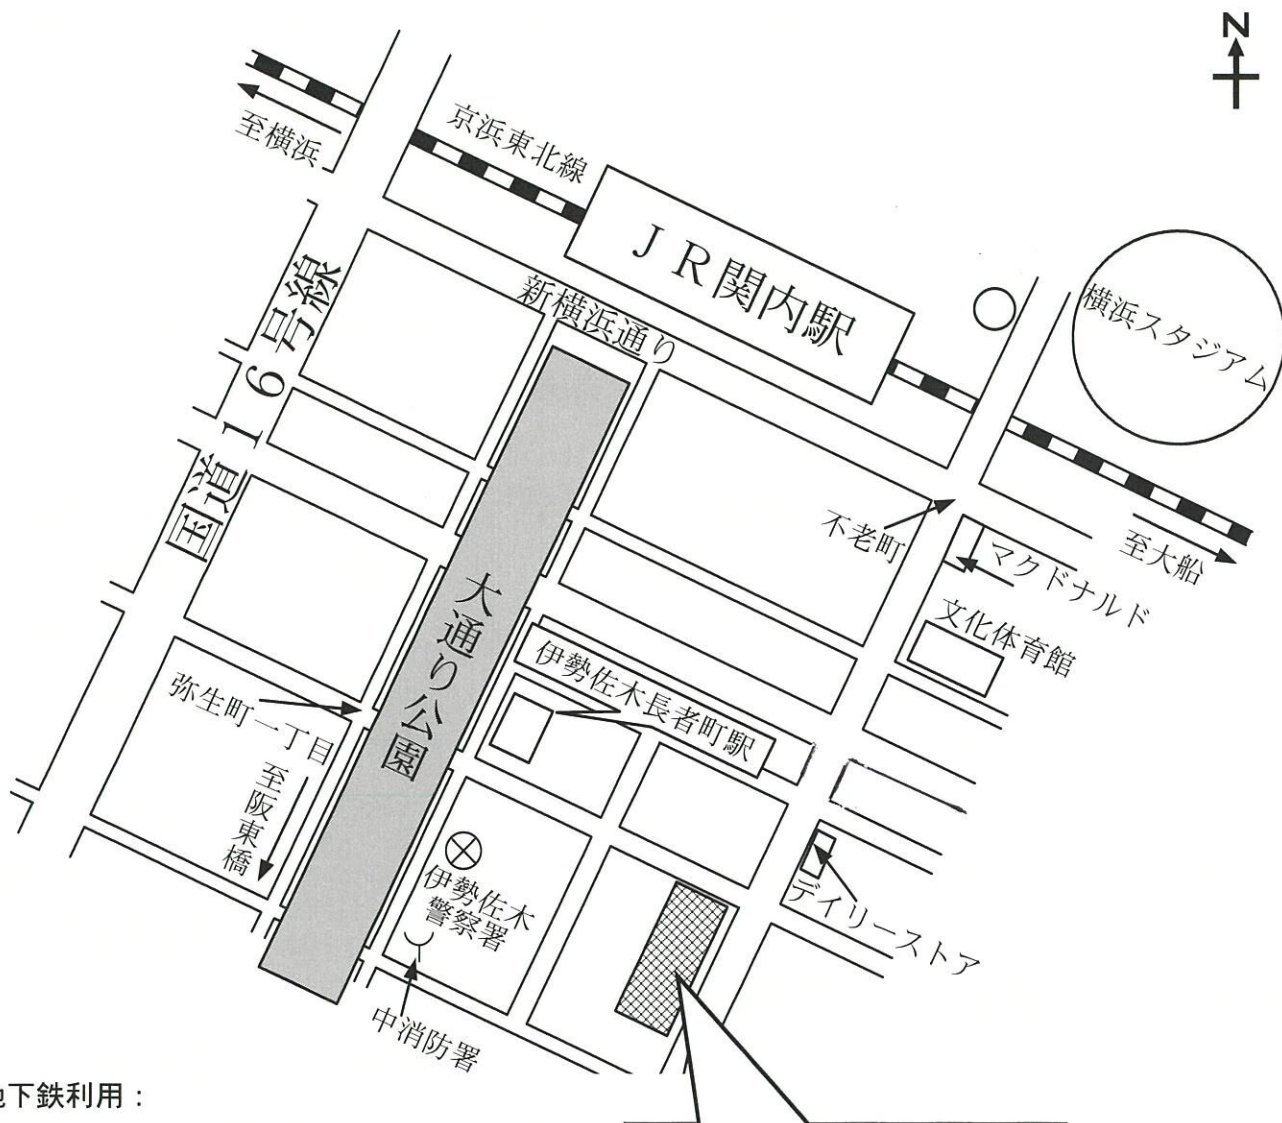 N
至横浜
京浜東北線
JR関内駅
新横浜通り
横浜スタジアム
国道16号線
不老町
至大船
マクドナルド
文化体育館
大通り公園
伊勢佐木長者町駅
弥生町一丁目
至阪東橋
伊勢佐木
警察署
デイリーストア
中消防署
下鉄利用：